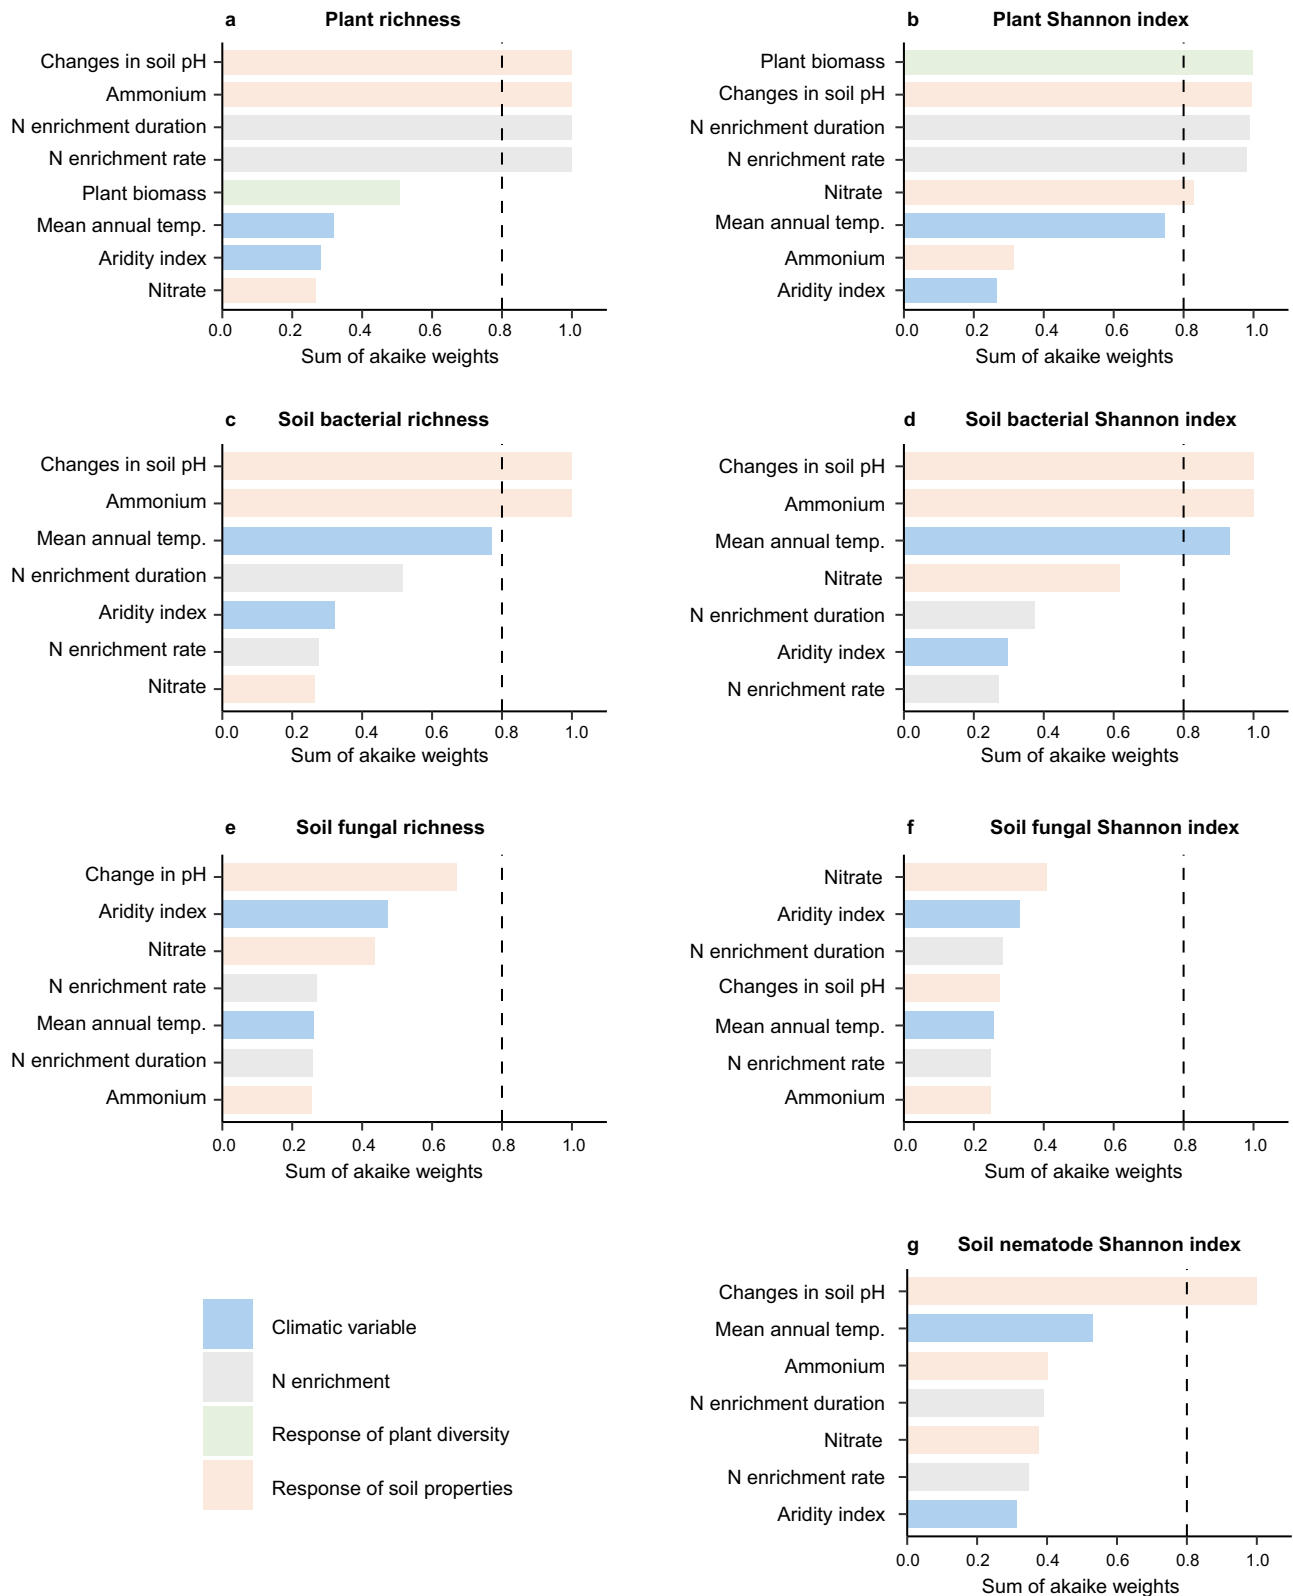 a Plant richness
Changes in soil pH
Ammonium
N enrichment duration
N enrichment rate
Plant biomass
Mean annual temp.
Aridity index
Nitrate
0.0 0.2 0.4 0.6 0.8 1.0
Sum of akaike weights
b Plant Shannon index
Plant biomass
Changes in soil pH
N enrichment duration
N enrichment rate
Nitrate
Mean annual temp.
Ammonium
Aridity index
0.0 0.2 0.4 0.6 0.8 1.0
Sum of akaike weights
c Soil bacterial richness
Changes in soil pH
Ammonium
Mean annual temp.
N enrichment duration
Aridity index
N enrichment rate
Nitrate
0.0 0.2 0.4 0.6 0.8 1.0
Sum of akaike weights
d Soil bacterial Shannon index
Changes in soil pH
Ammonium
Mean annual temp.
Nitrate
N enrichment duration
Aridity index
N enrichment rate
0.0 0.2 0.4 0.6 0.8 1.0
Sum of akaike weights
e Soil fungal richness
Change in pH
Aridity index
Nitrate
N enrichment rate
Mean annual temp.
N enrichment duration
Ammonium
0.0 0.2 0.4 0.6 0.8 1.0
Sum of akaike weights
f Soil fungal Shannon index
Nitrate
Aridity index
N enrichment duration
Changes in soil pH
Mean annual temp.
N enrichment rate
Ammonium
0.0 0.2 0.4 0.6 0.8 1.0
Sum of akaike weights
Climatic variable
N enrichment
Response of plant diversity
Response of soil properties
g Soil nematode Shannon index
Changes in soil pH
Mean annual temp.
Ammonium
N enrichment duration
Nitrate
N enrichment rate
Aridity index
0.0 0.2 0.4 0.6 0.8 1.0
Sum of akaike weights